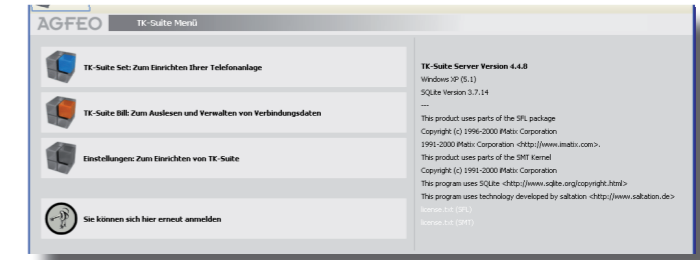 AGFEO
TK-Suite Menü
TK-Suite Set: Zum Einrichten Ihrer Telefonanlage
TK-Suite Bill: Zum Auslesen und Verwalten von Verbindungsdaten
Einstellungen: Zum Einrichten von TK-Suite
Sie können sich hier erneut anmelden
TK-Suite Server Version 4.4.8
Windows XP (5.1)
SQLite Version 3.7.14
---
This product uses parts of the SFL package
Copyright (c) 1996-2000 iMatix Corporation
1991-2000 iMatix Corporation <http://www.imatix.com>.
This product uses parts of the SMT Kernel
Copyright (c) 1991-2000 iMatix Corporation
This program uses SQLite <http://www.sqlite.org/copyright.html>
This program uses technology developed by saltation <http://www.saltation.de>
license.txt (SFL)
license.txt (SMT)